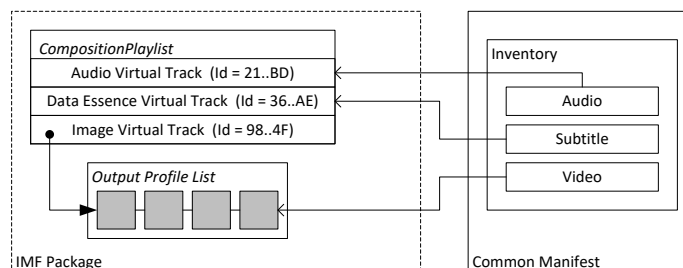 CompositionPlaylist
Audio Virtual Track (Id = 21..BD)
Data Essence Virtual Track (Id = 36..AE)
Image Virtual Track (Id = 98..4F)
Output Profile List
IMF Package
Inventory
Audio
Subtitle
Video
Common Manifest